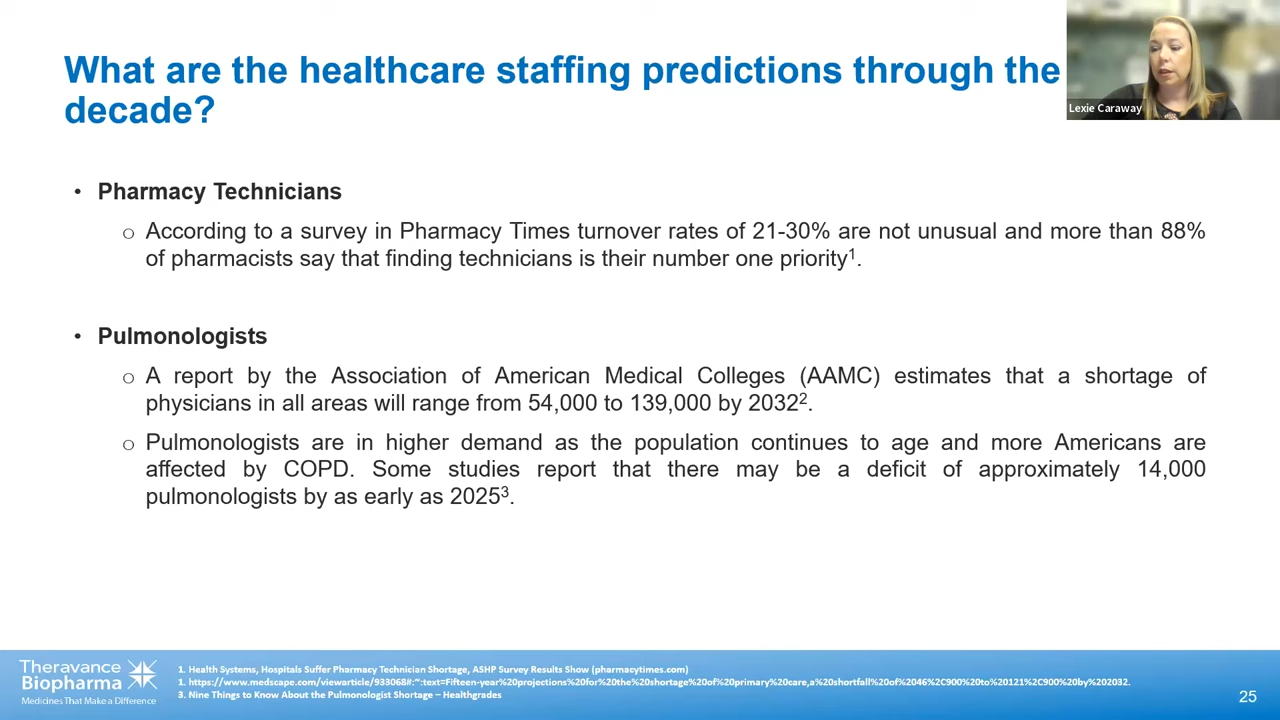 What are the healthcare staffing predictions through the
decade?
Lexie Caraway
• Pharmacy Technicians
o According to a survey in Pharmacy Times turnover rates of 21-30% are not unusual and more than 88%
of pharmacists say that finding technicians is their number one priority1.
• Pulmonologists
o A report by the Association of American Medical Colleges (AAMC) estimates that a shortage of
physicians in all areas will range from 54,000 to 139,000 by 20322.
o Pulmonologists are in higher demand as the population continues to age and more Americans are
affected by COPD. Some studies report that there may be a deficit of approximately 14,000
pulmonologists by as early as 20253.
Theravance
Biopharma
Medicines That Make a Difference
1. Health Systems, Hospitals Suffer Pharmacy Technician Shortage, ASHP Survey Results Show (pharmacytimes.com)
1. https://www.medscape.com/viewarticle/933068#:~:text=Fifteen-year%20projections%20for%20the%20shortage%20of%20primary%20care,a%20shortfall%20of%2046%2C900%20to%20121%2C900%20by%202032.
3. Nine Things to Know About the Pulmonologist Shortage – Healthgrades
25